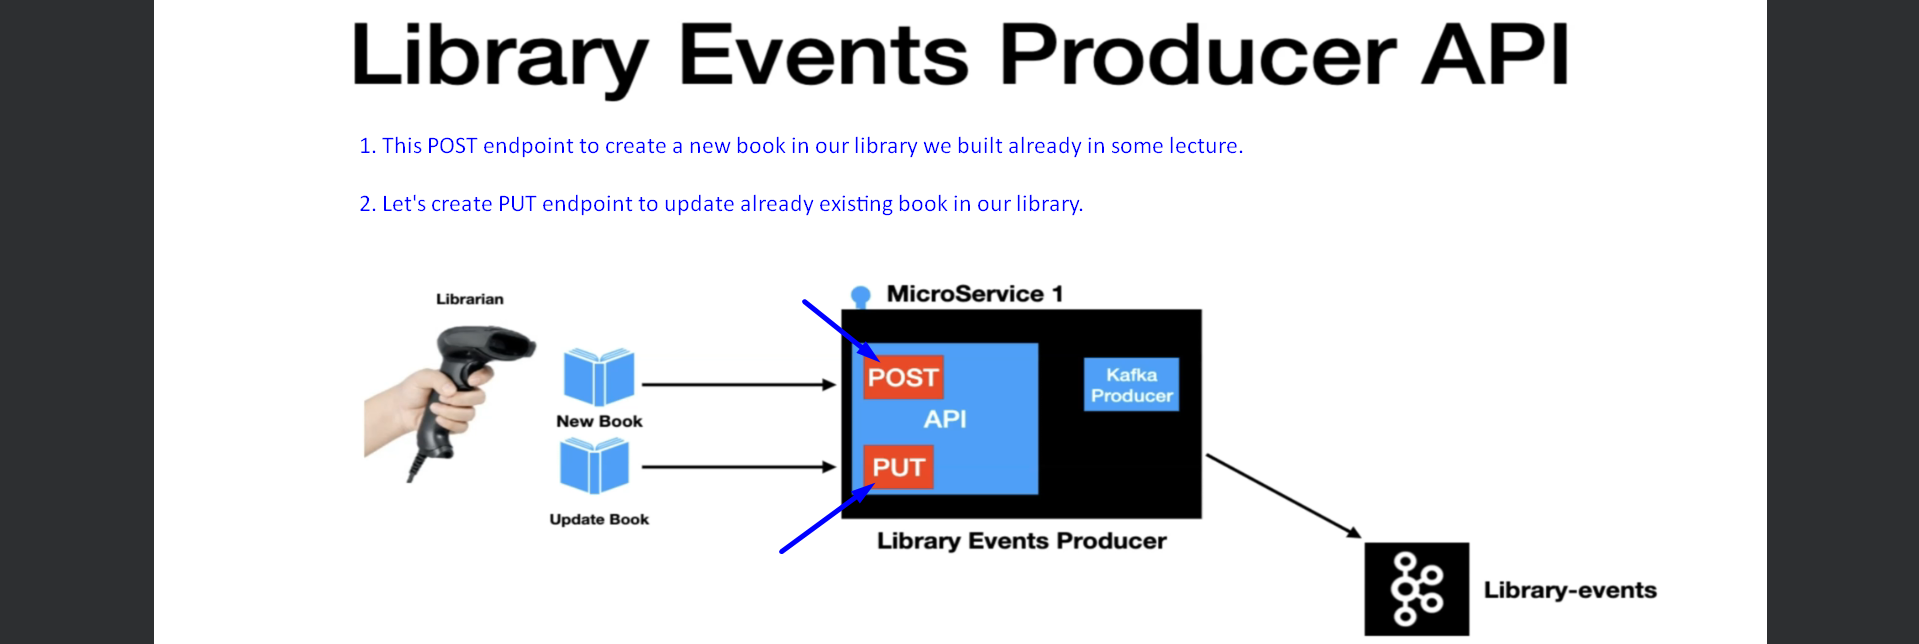 Library Events Producer API
1. This POST endpoint to create a new book in our library we built already in some lecture.
2. Let's create PUT endpoint to update already existing book in our library.
Librarian
MicroService 1
New Book
Update Book
POST
API
PUT
Kafka
Producer
Library Events Producer
Library-events